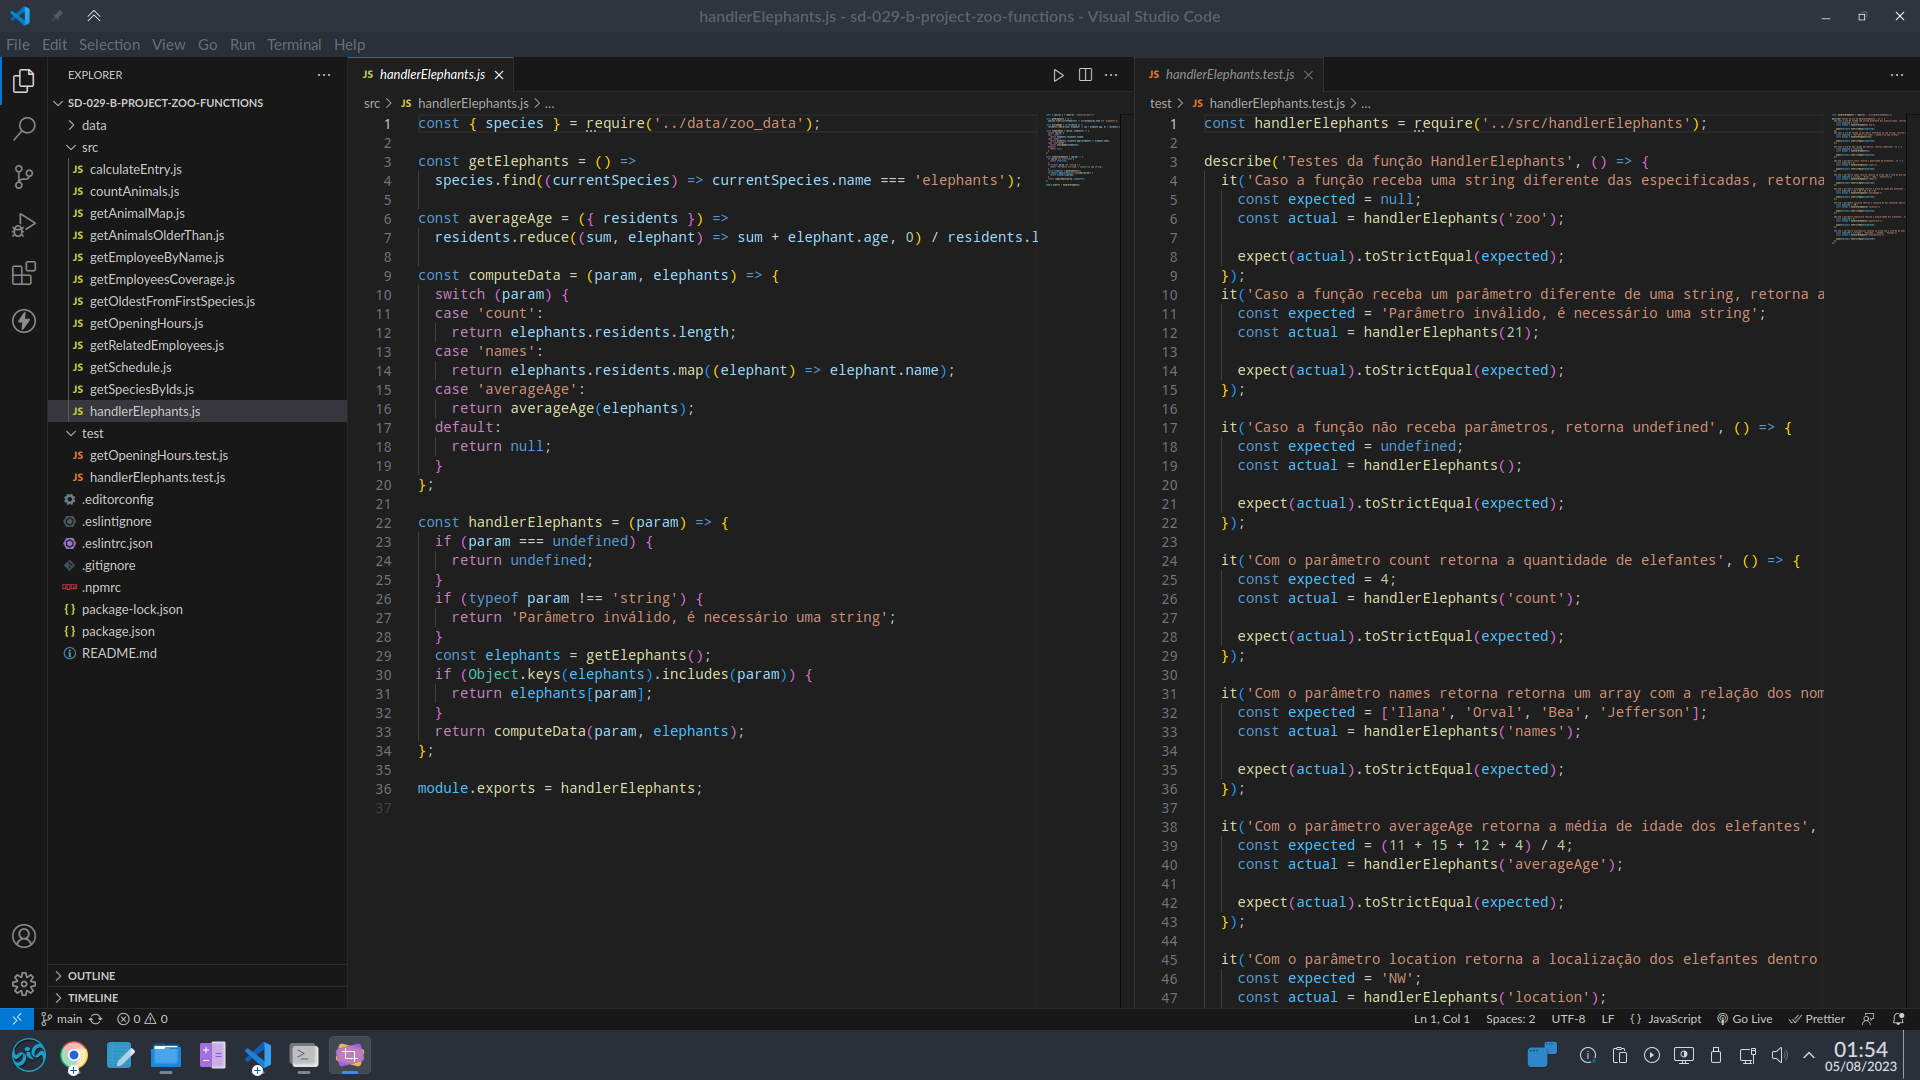 handlerElephants.js - sd-029-b-project-zoo-functions - Visual Studio Code
File Edit Selection View Go Run Terminal Help
EXPLORER
SD-029-B-PROJECT-ZOO-FUNCTIONS
data
src
JS calculateEntry.js
JS countAnimals.js
JS getAnimalMap.js
JS getAnimalsOlderThan.js
JS getEmployeeByName.js
JS getEmployeesCoverage.js
JS getOldestFromFirstSpecies.js
JS getOpeningHours.js
JS getRelatedEmployees.js
JS getSchedule.js
JS getSpeciesByIds.js
JS handlerElephants.js
test
JS getOpeningHours.test.js
JS handlerElephants.test.js
.editorconfig
.eslintignore
.eslintrc.json
.gitignore
.npmrc
{} package-lock.json
{} package.json
README.md
OUTLINE
TIMELINE
JS handlerElephants.js
src > JS handlerElephants.js > ...
1 const { species } = require('../data/zoo_data');
2
3 const getElephants = () =>
4 species.find((currentSpecies) => currentSpecies.name === 'elephants');
5
6 const averageAge = ({ residents }) =>
7 residents.reduce((sum, elephant) => sum + elephant.age, 0) / residents.l
8
9 const computeData = (param, elephants) => {
10 switch (param) {
11 case 'count':
12 return elephants.residents.length;
13 case 'names':
14 return elephants.residents.map((elephant) => elephant.name);
15 case 'averageAge':
16 return averageAge(elephants);
17 default:
18 return null;
19 }
20 };
21
22 const handlerElephants = (param) => {
23 if (param === undefined) {
24 return undefined;
25 }
26 if (typeof param !== 'string') {
27 return 'Parâmetro inválido, é necessário uma string';
28 }
29 const elephants = getElephants();
30 if (Object.keys(elephants).includes(param)) {
31 return elephants[param];
32 }
33 return computeData(param, elephants);
34 };
35
36 module.exports = handlerElephants;
37
JS handlerElephants.test.js
test > JS handlerElephants.test.js > ...
1 const handlerElephants = require('../src/handlerElephants');
2
3 describe('Testes da função HandlerElephants', () => {
4 it('Caso a função receba uma string diferente das especificadas, retorna
5 const expected = null;
6 const actual = handlerElephants('zoo');
7
8 expect(actual).toStrictEqual(expected);
9 });
10 it('Caso a função receba um parâmetro diferente de uma string, retorna a
11 const expected = 'Parâmetro inválido, é necessário uma string';
12 const actual = handlerElephants(21);
13
14 expect(actual).toStrictEqual(expected);
15 });
16
17 it('Caso a função não receba parâmetros, retorna undefined', () => {
18 const expected = undefined;
19 const actual = handlerElephants();
20
21 expect(actual).toStrictEqual(expected);
22 });
23
24 it('Com o parâmetro count retorna a quantidade de elefantes', () => {
25 const expected = 4;
26 const actual = handlerElephants('count');
27
28 expect(actual).toStrictEqual(expected);
29 });
30
31 it('Com o parâmetro names retorna retorna um array com a relação dos nom
32 const expected = ['Ilana', 'Orval', 'Bea', 'Jefferson'];
33 const actual = handlerElephants('names');
34
35 expect(actual).toStrictEqual(expected);
36 });
37
38 it('Com o parâmetro averageAge retorna a média de idade dos elefantes',
39 const expected = (11 + 15 + 12 + 4) / 4;
40 const actual = handlerElephants('averageAge');
41
42 expect(actual).toStrictEqual(expected);
43 });
44
45 it('Com o parâmetro location retorna a localização dos elefantes dentro
46 const expected = 'NW';
47 const actual = handlerElephants('location');
main 0 0 Ln 1, Col 1 Spaces: 2 UTF-8 LF {} JavaScript Go Live Prettier
01:54
05/08/2023